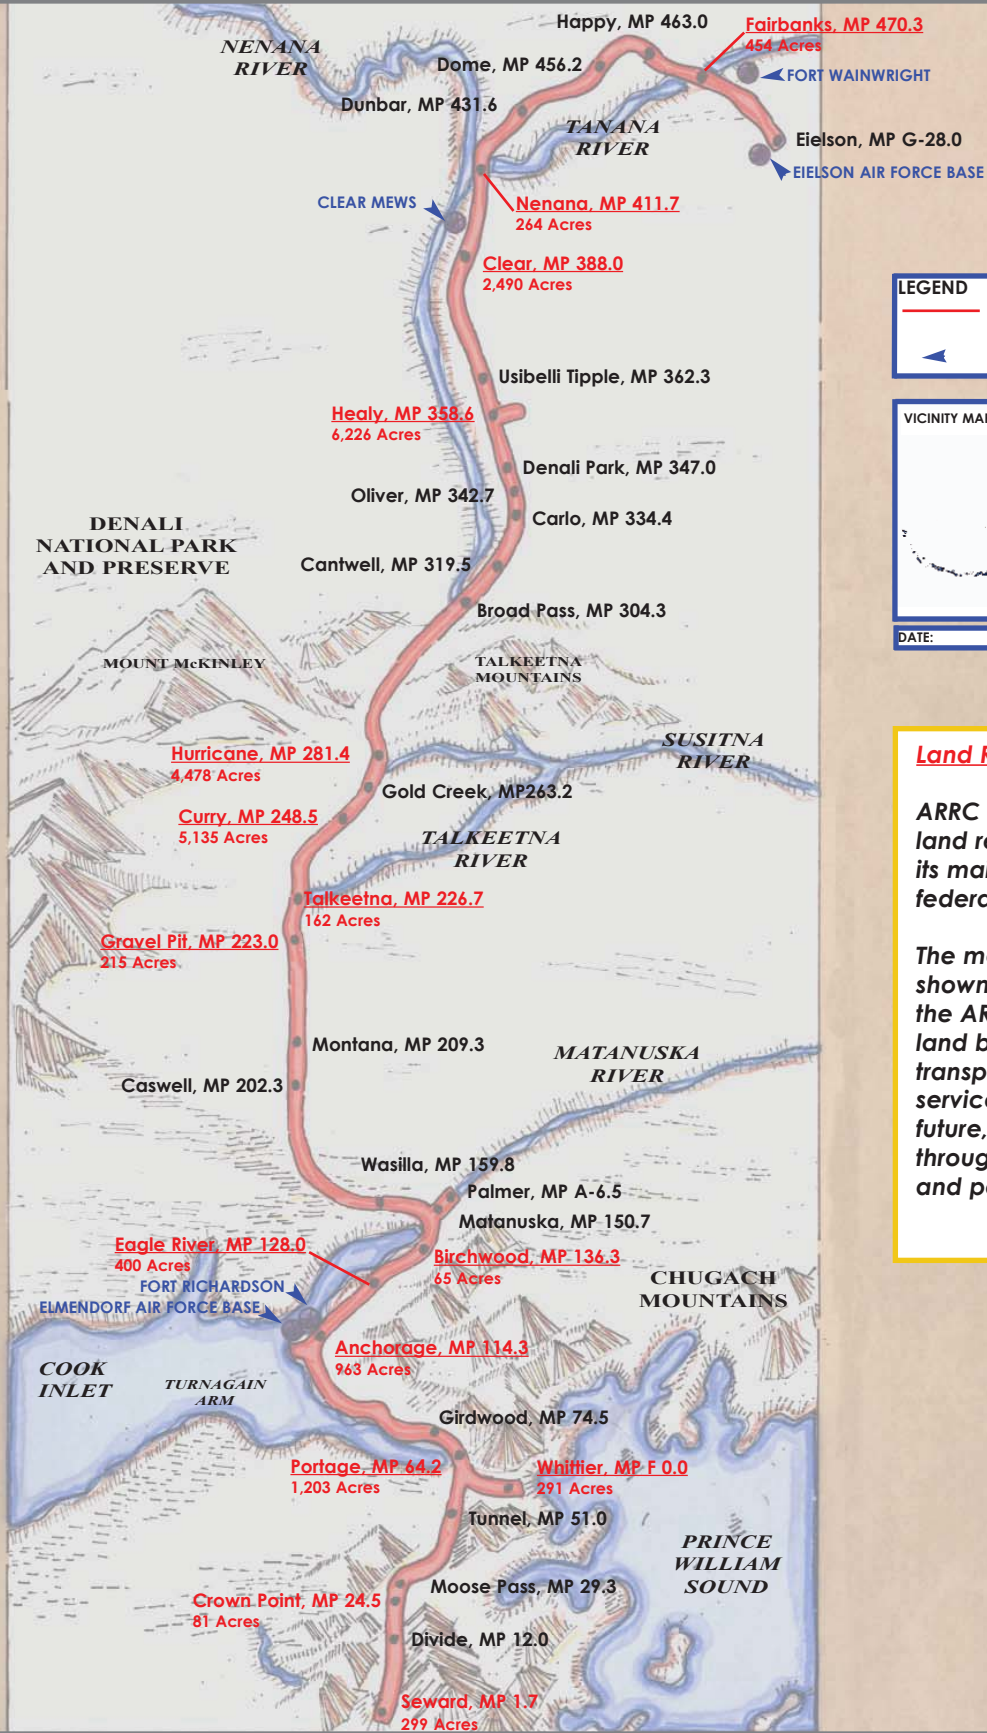 Happy, MP 463.0
Fairbanks, MP 470.3
454 Acres
NENANA
RIVER
Dome, MP 456.2
FORT WAINWRIGHT
Dunbar, MP 431.6
TANANA
RIVER
Eielson, MP G-28.0
EIELSON AIR FORCE BASE
CLEAR MEWS
Nenana, MP 411.7
264 Acres
Clear, MP 388.0
2,490 Acres
LEGEND
Usibelli Tipple, MP 362.3
Healy, MP 358.6
6,226 Acres
VICINITY MA
Denali Park, MP 347.0
Oliver, MP 342.7
Carlo, MP 334.4
DENALI
NATIONAL PARK
AND PRESERVE
Cantwell, MP 319.5
Broad Pass, MP 304.3
DATE:
MOUNT McKINLEY
TALKEETNA
MOUNTAINS
Hurricane, MP 281.4
4,478 Acres
SUSITNA
RIVER
Gold Creek, MP263.2
Curry, MP 248.5
5,135 Acres
TALKEETNA
RIVER
Talkeetna, MP 226.7
162 Acres
Gravel Pit, MP 223.0
215 Acres
Montana, MP 209.3
MATANUSKA
RIVER
Caswell, MP 202.3
Wasilla, MP 159.8
Palmer, MP A-6.5
Matanuska, MP 150.7
Eagle River, MP 128.0
400 Acres
Birchwood, MP 136.3
65 Acres
FORT RICHARDSON
ELMENDORF AIR FORCE BASE
CHUGACH
MOUNTAINS
Anchorage, MP 114.3
963 Acres
COOK
INLET
TURNAGAIN
ARM
Girdwood, MP 74.5
Portage, MP 64.2
1,203 Acres
Whittier, MP F 0.0
291 Acres
Tunnel, MP 51.0
PRINCE
WILLIAM
SOUND
Moose Pass, MP 29.3
Crown Point, MP 24.5
81 Acres
Divide, MP 12.0
Seward, MP 1.7
299 Acres
Land
ARRC
land r
its ma
federa
The m
shown
the AR
land b
transp
service
future,
throug
and p